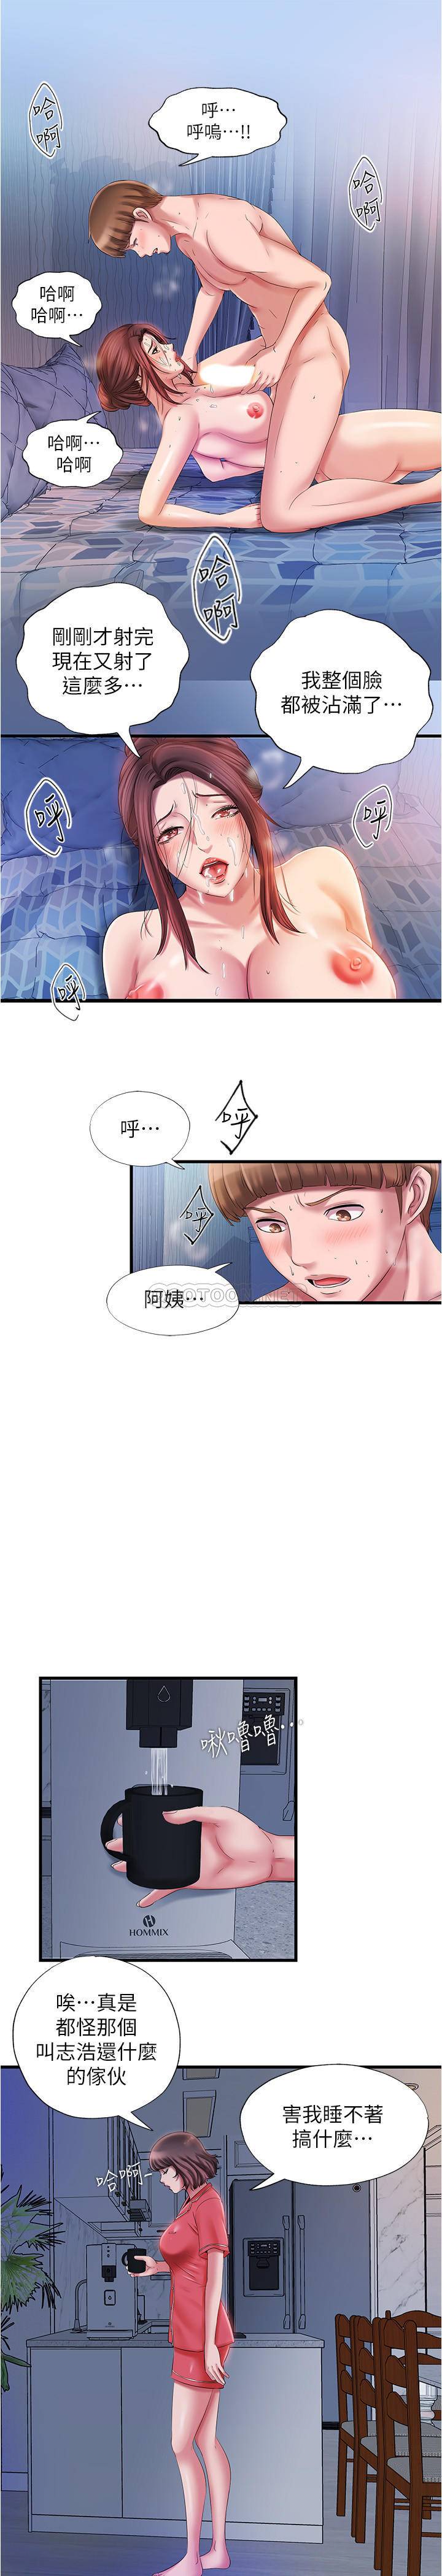 哈啊
呼⋯
呼嗚⋯!!
哈啊
哈啊
哈啊⋯
哈啊⋯
哈啊
哈啊
剛剛才射完
現在又射了
這麼多⋯
我整個臉
都被沾滿了⋯
呼
呼
呼
呼⋯
呼
呼
阿姨⋯
啾嚕嚕⋯
HOMMIX
唉⋯真是
都怪那個
叫志浩還什麼
的傢伙
害我睡不著
搞什麼⋯
哈啊~